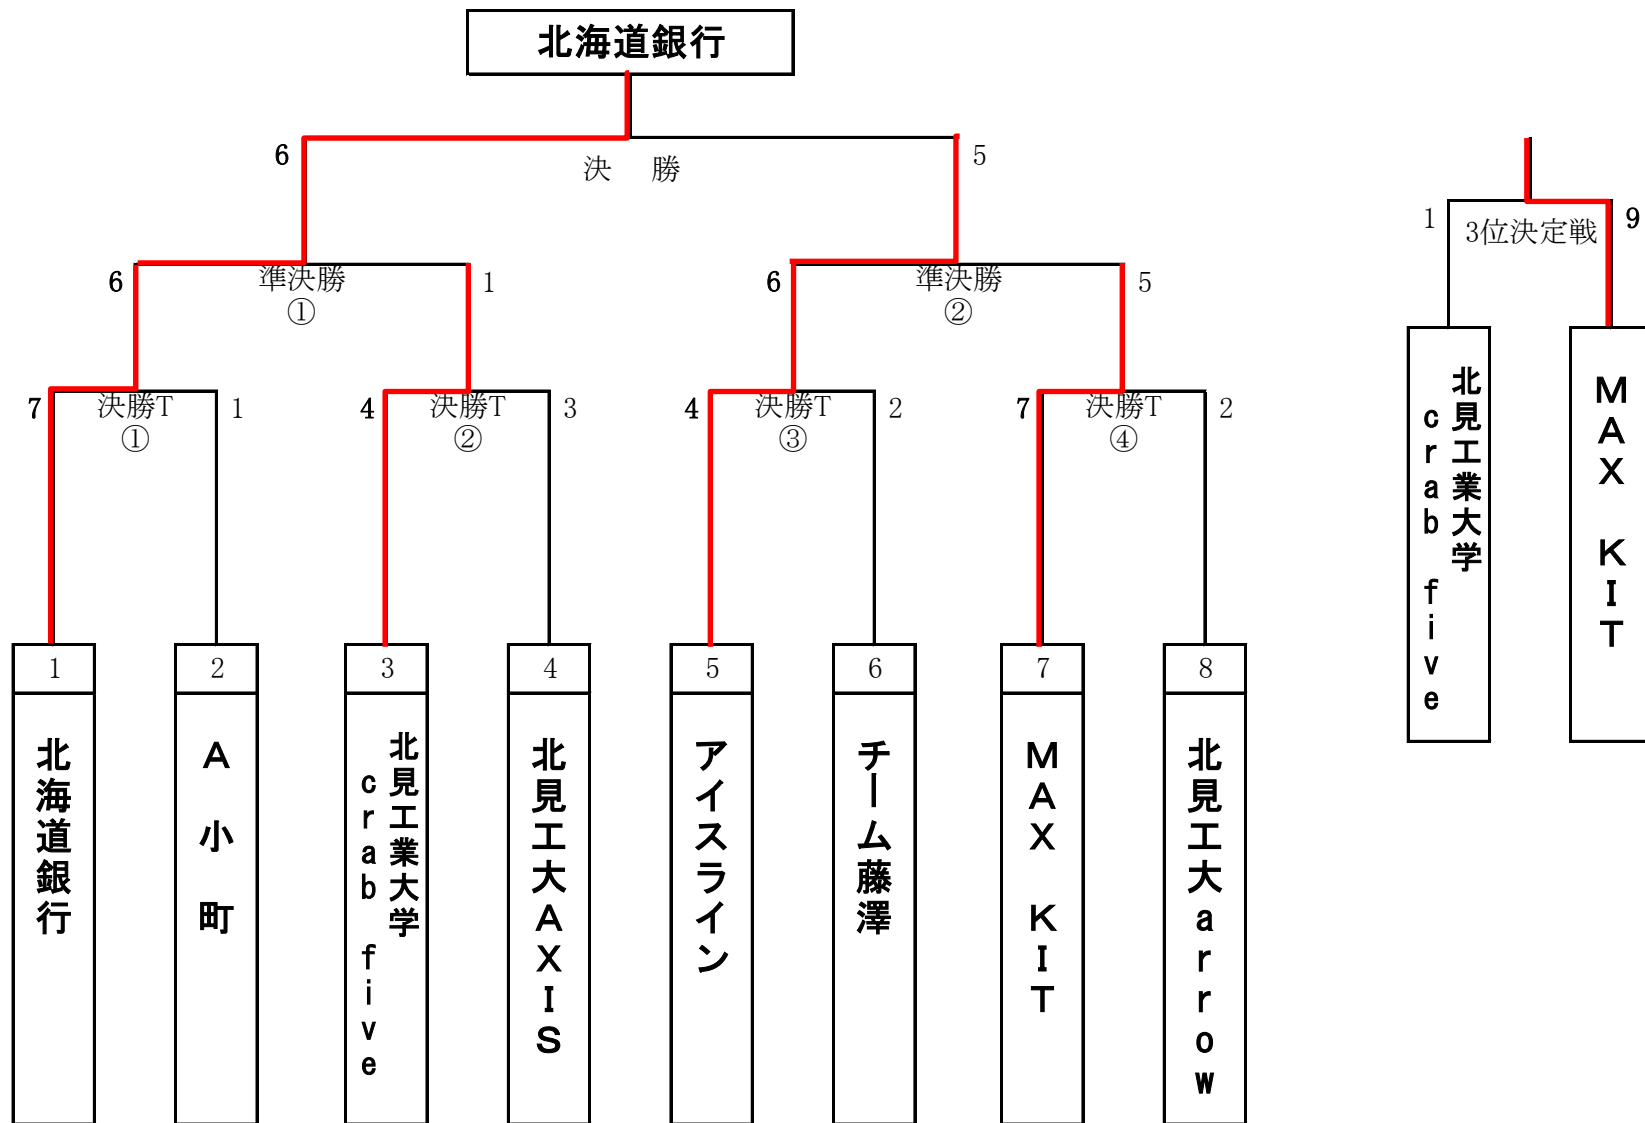 北海道銀行
6
決 勝
5
1
3位決定戦
9
6
準決勝
①
1
6
準決勝
②
5
7
決勝T
①
1
4
決勝T
②
3
4
決勝T
③
2
7
決勝T
④
2
北見工業大学
crab five
MAX KIT
1
2
3
4
5
6
7
8
北海道銀行
A小町
北見工業大学
crab five
北見工大AXIS
アイスライン
チーム藤澤
MAX KIT
北見工大arrow